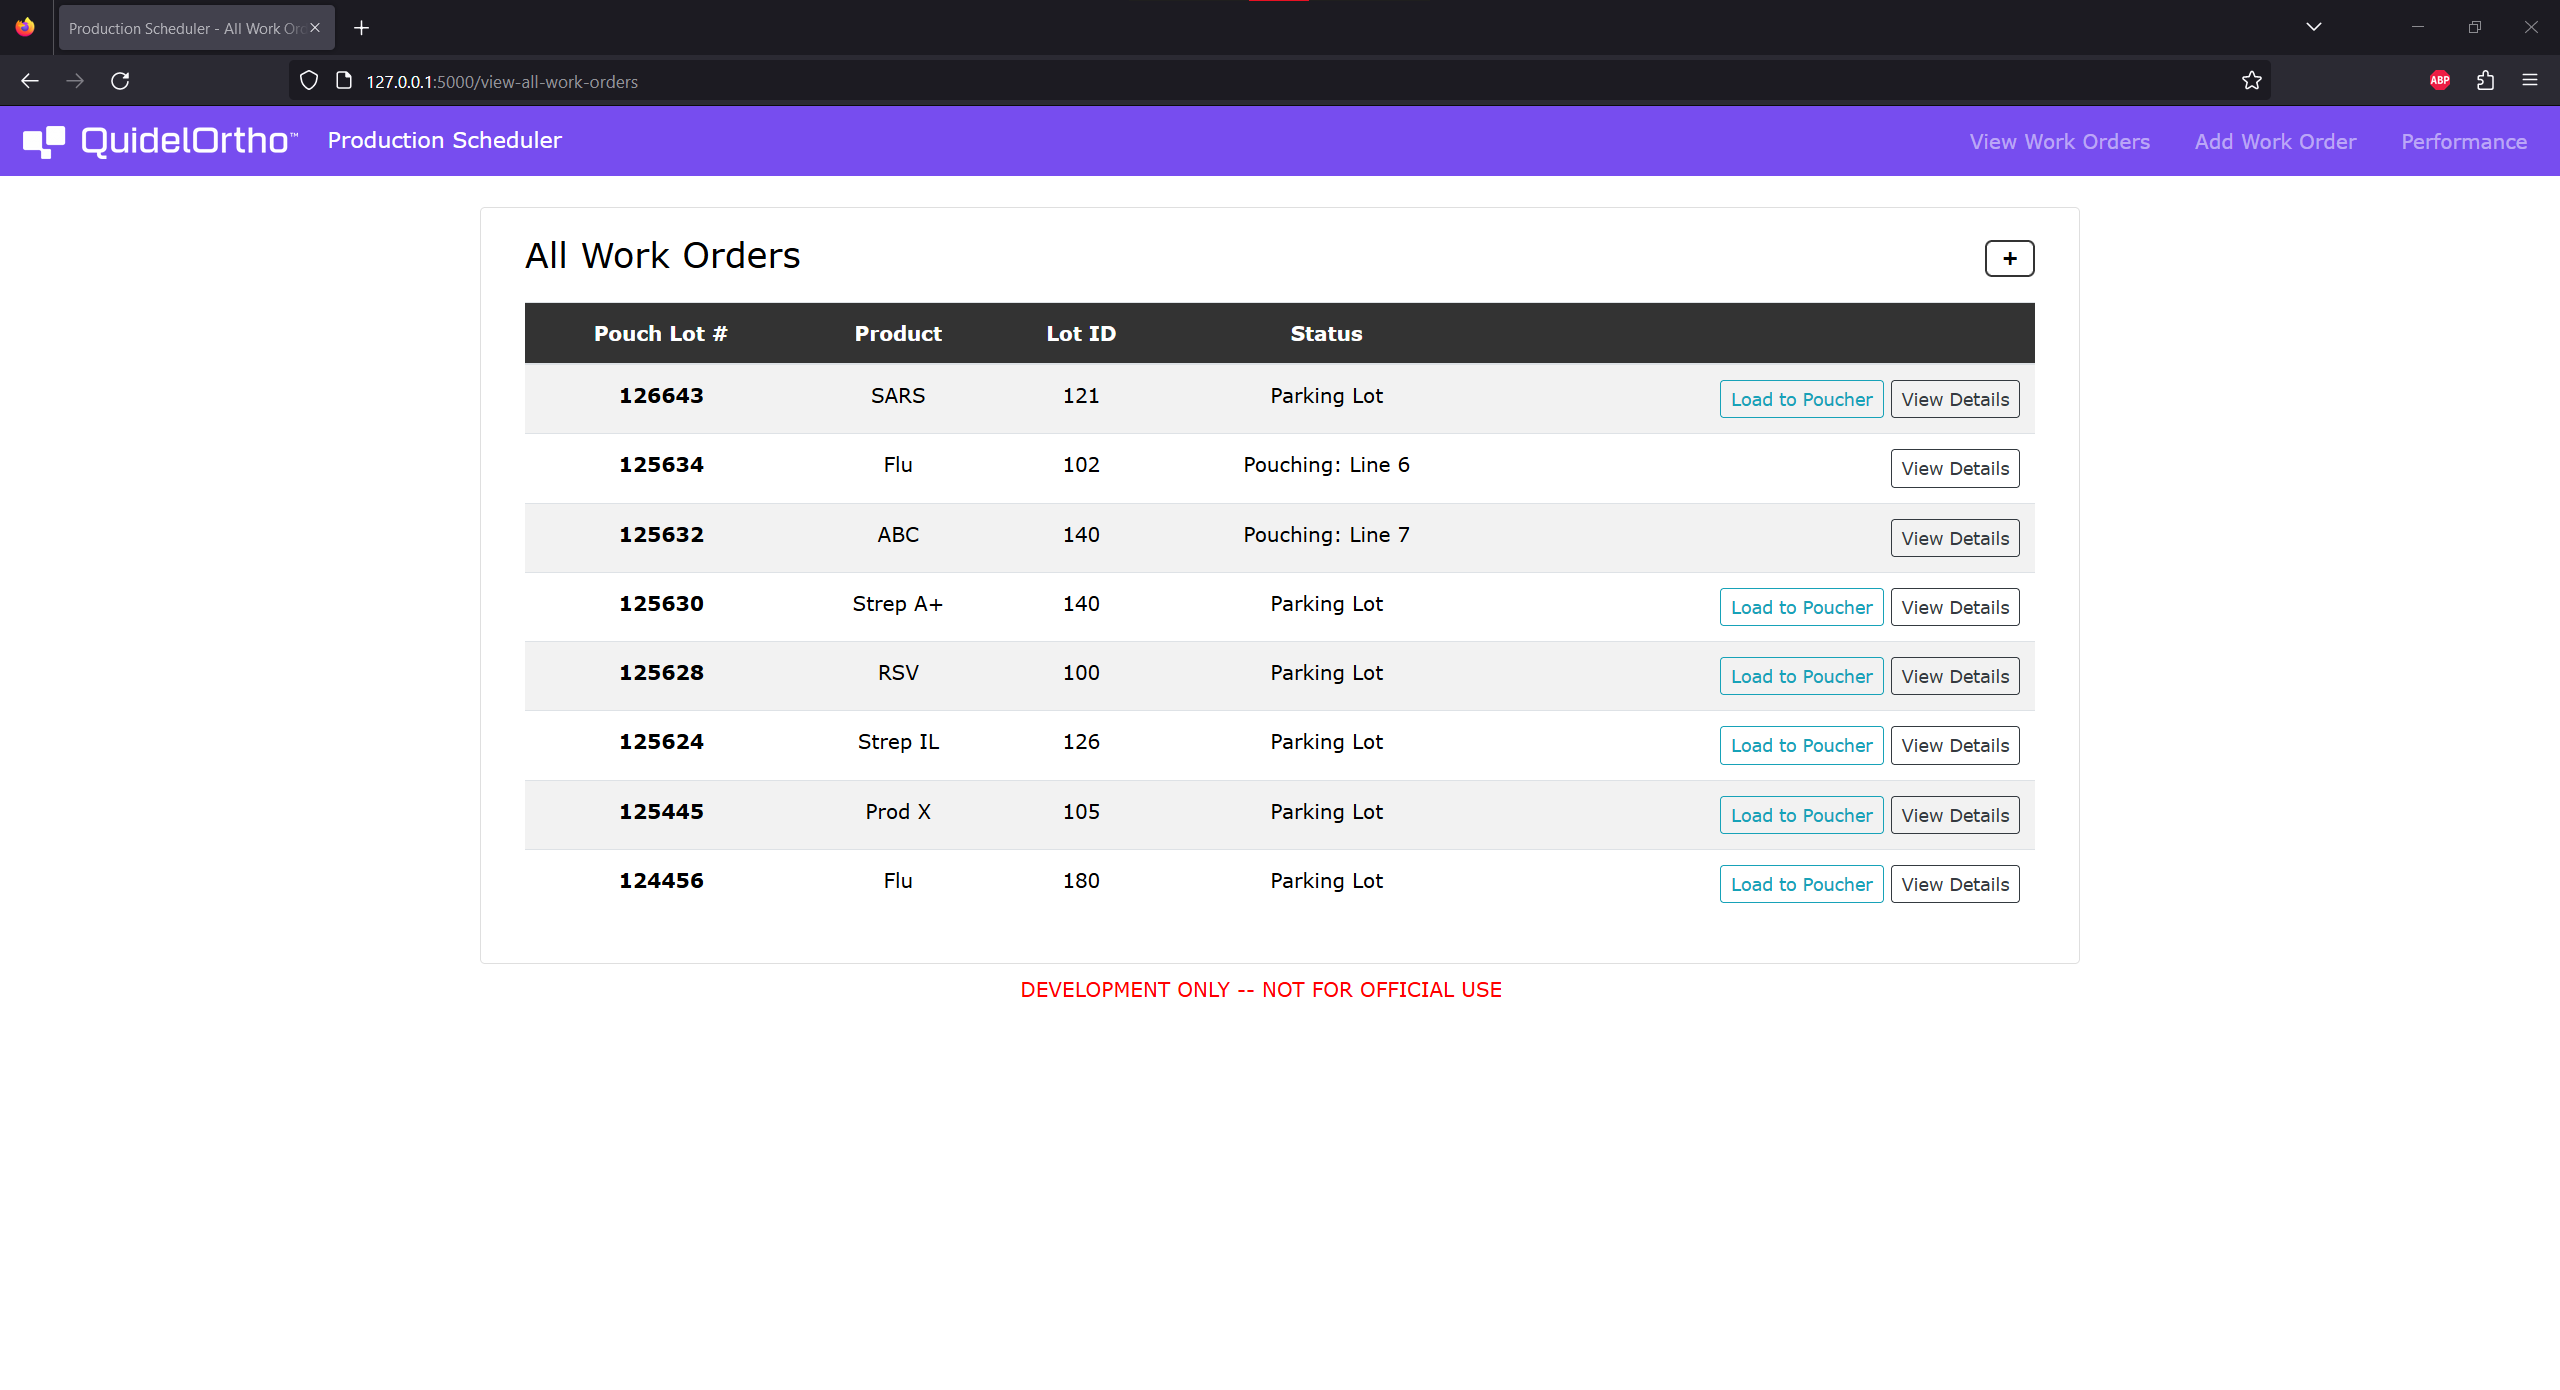 Production Scheduler - All Work Or
127.0.0.1:5000/view-all-work-orders
ABP
QuidelOrtho™ Production Scheduler View Work Orders Add Work Order Performance
All Work Orders +
Pouch Lot # Product Lot ID Status
126643 SARS 121 Parking Lot Load to Poucher View Details
125634 Flu 102 Pouching: Line 6 View Details
125632 ABC 140 Pouching: Line 7 View Details
125630 Strep A+ 140 Parking Lot Load to Poucher View Details
125628 RSV 100 Parking Lot Load to Poucher View Details
125624 Strep IL 126 Parking Lot Load to Poucher View Details
125445 Prod X 105 Parking Lot Load to Poucher View Details
124456 Flu 180 Parking Lot Load to Poucher View Details
DEVELOPMENT ONLY -- NOT FOR OFFICIAL USE